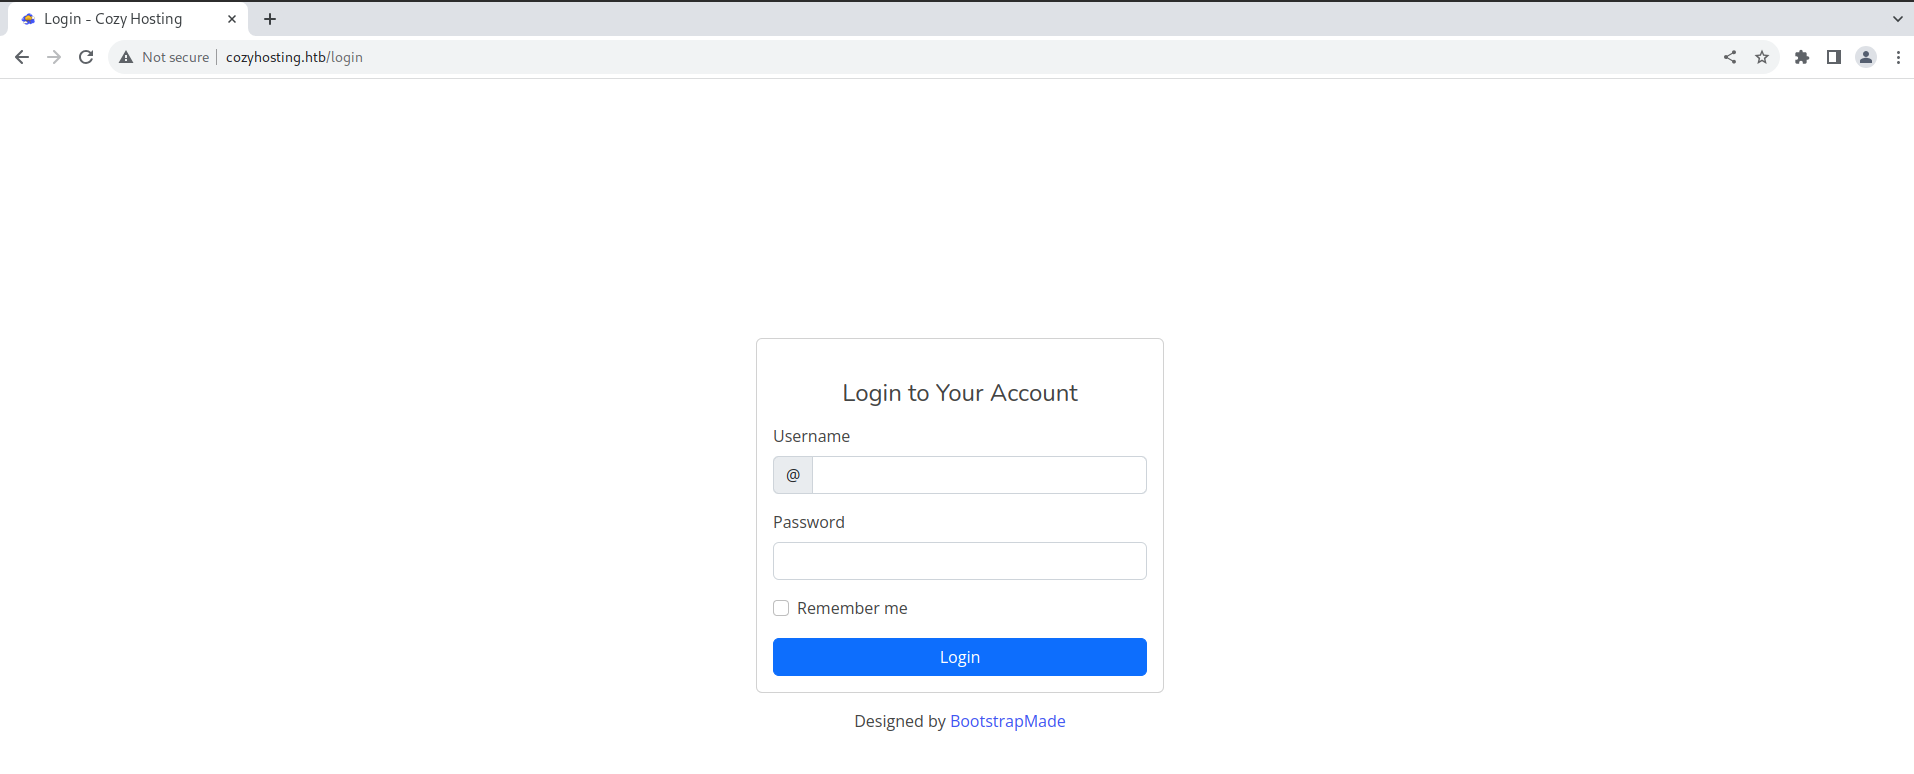 Login - Cozy Hosting
Not secure cozyhosting.htb/login
Login to Your Account
Username
@
Password
Remember me
Login
Designed by BootstrapMade